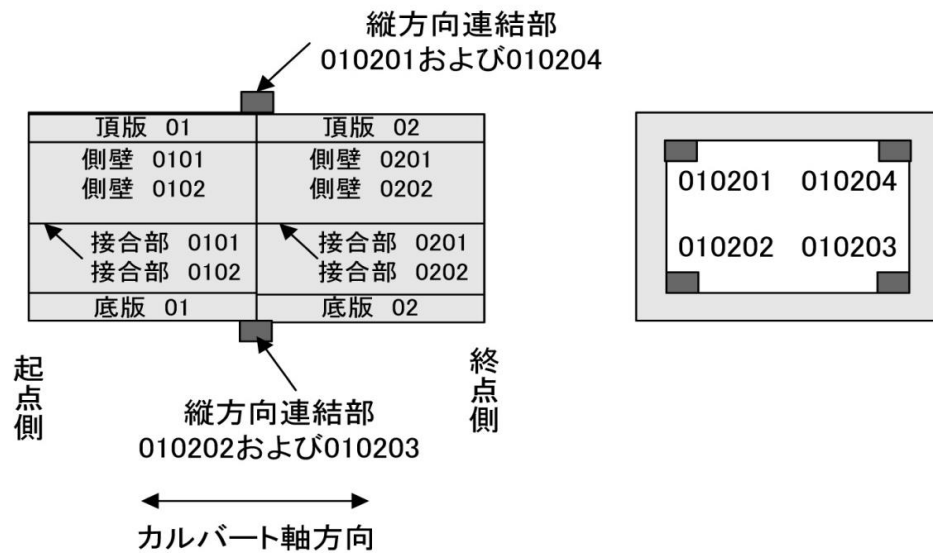 縦方向連結部
010201および010204
頂版 01
頂版 02
側壁 0101
側壁 0102
側壁 0201
側壁 0202
接合部 0101
接合部 0102
接合部 0201
接合部 0202
底版 01
底版 02
010201 010204
010202 010203
起点側
終点側
縦方向連結部
010202および010203
カルバート軸方向